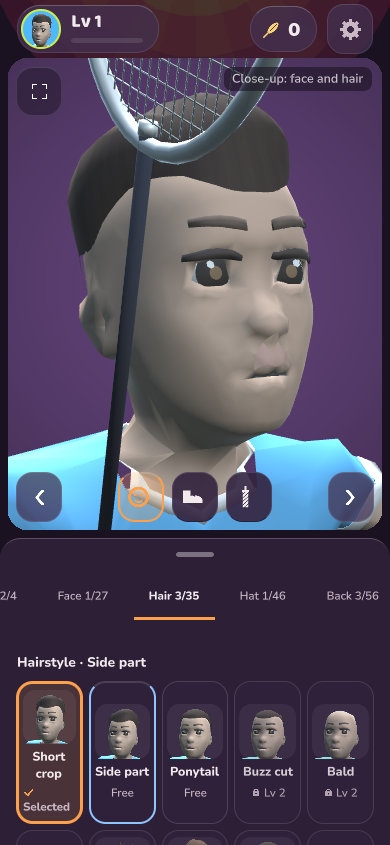 Lv 1
0
Close-up: face and hair
2/4
Face 1/27
Hair 3/35
Hat 1/46
Back 3/56
Hairstyle · Side part
Short
crop
Selected
Side part
Free
Ponytail
Free
Buzz cut
Lv 2
Bald
Lv 2